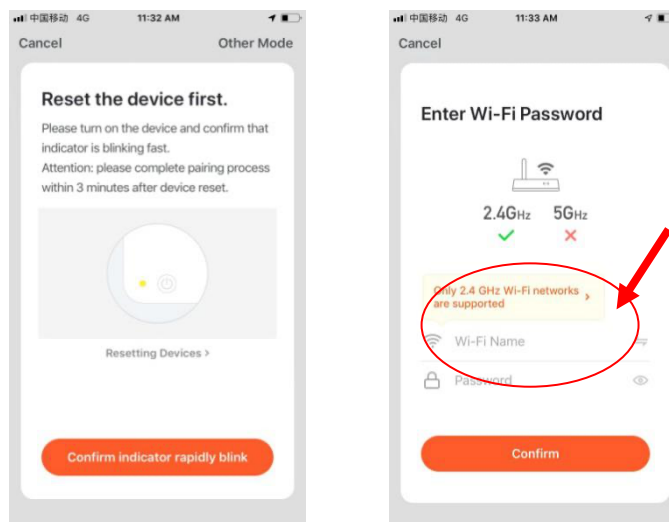 中国移动 4G 11:32 AM
Cancel Other Mode
Reset the device first.
Please turn on the device and confirm that
indicator is blinking fast.
Attention: please complete pairing process
within 3 minutes after device reset.
Resetting Devices >
Confirm indicator rapidly blink
中国移动 4G 11:33 AM
Cancel
Enter Wi-Fi Password
2.4GHz 5GHz
Only 2.4 GHz Wi-Fi networks
are supported >
Wi-Fi Name
Password
Confirm